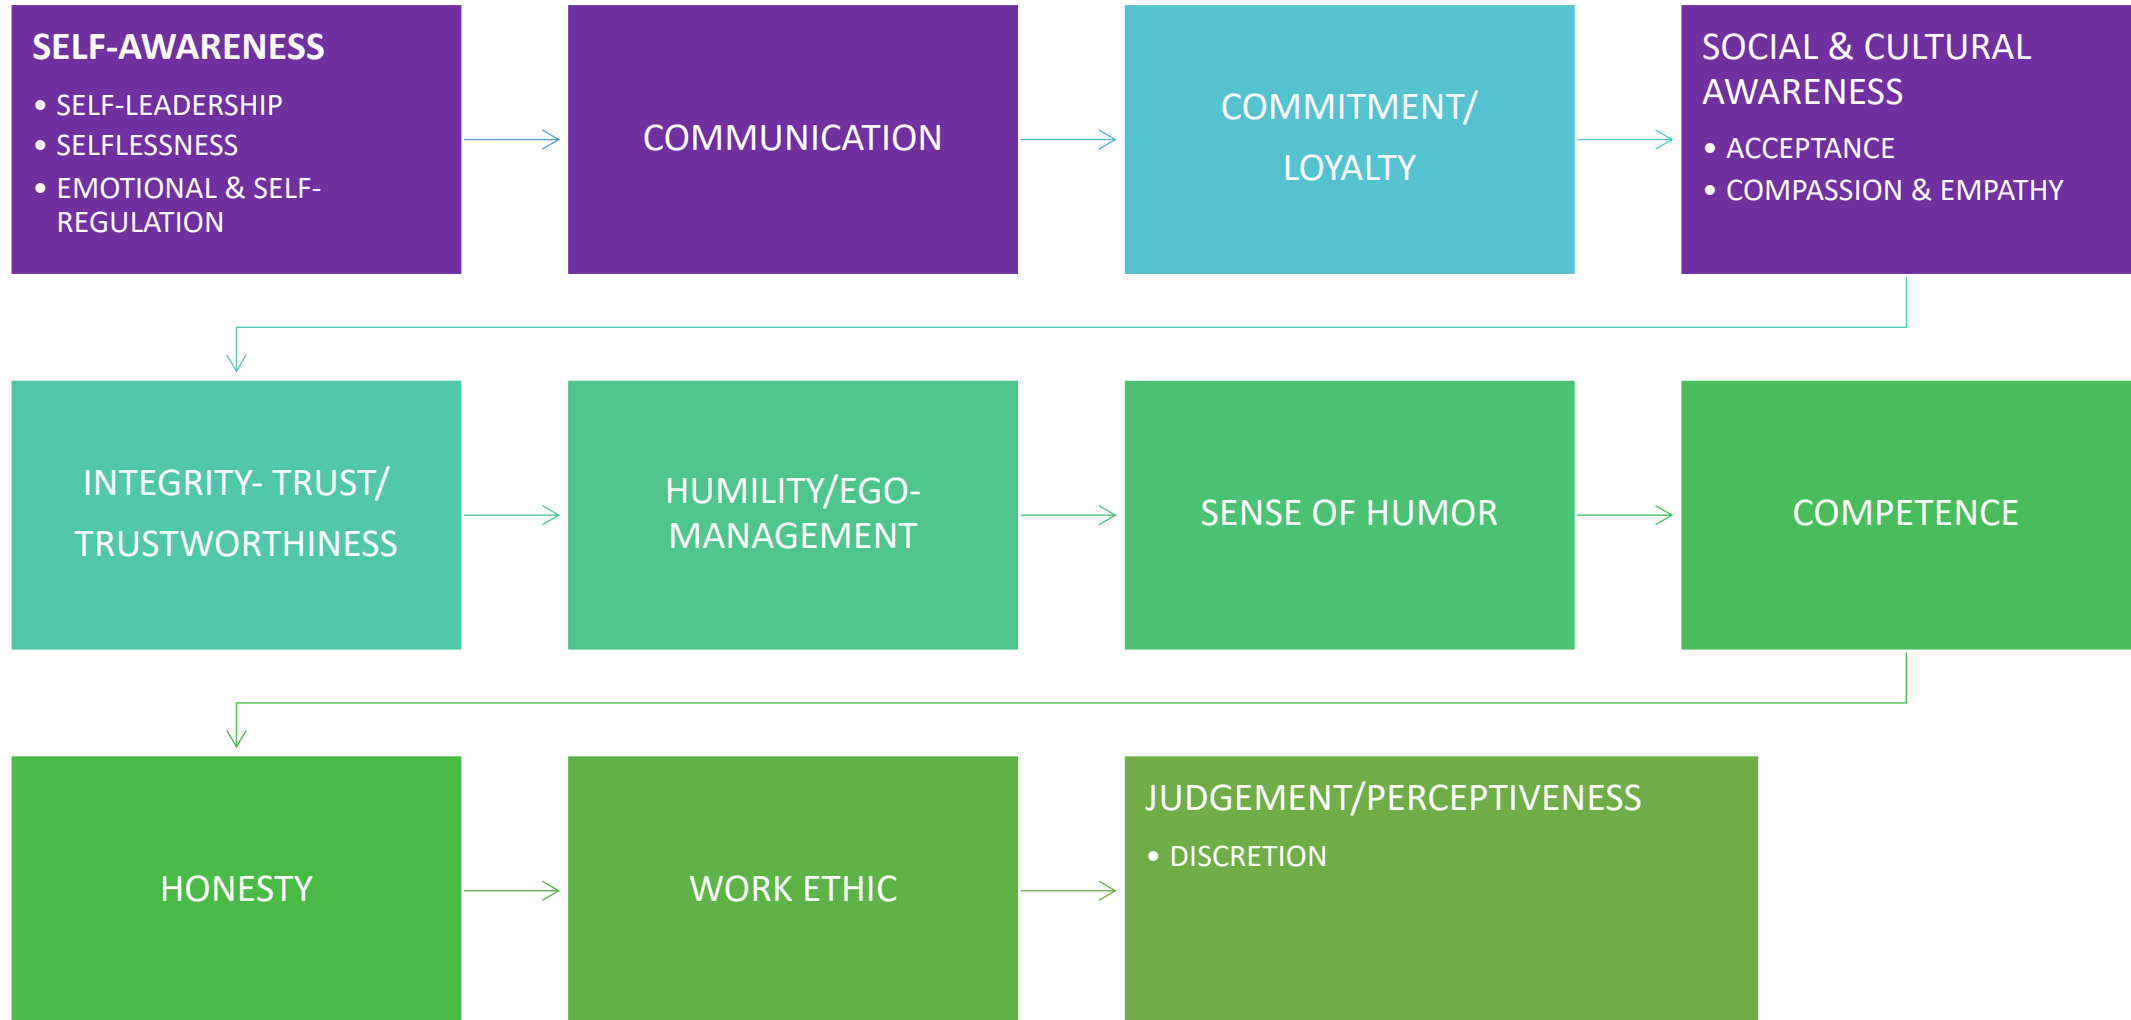 SELF-AWARENESS
• SELF-LEADERSHIP
• SELFLESSNESS
• EMOTIONAL & SELF-
REGULATION
COMMUNICATION
COMMITMENT/
LOYALTY
SOCIAL & CULTURAL
AWARENESS
• ACCEPTANCE
• COMPASSION & EMPATHY
INTEGRITY- TRUST/
TRUSTWORTHINESS
HUMILITY/EGO-
MANAGEMENT
SENSE OF HUMOR
COMPETENCE
HONESTY
WORK ETHIC
JUDGEMENT/PERCEPTIVENESS
• DISCRETION